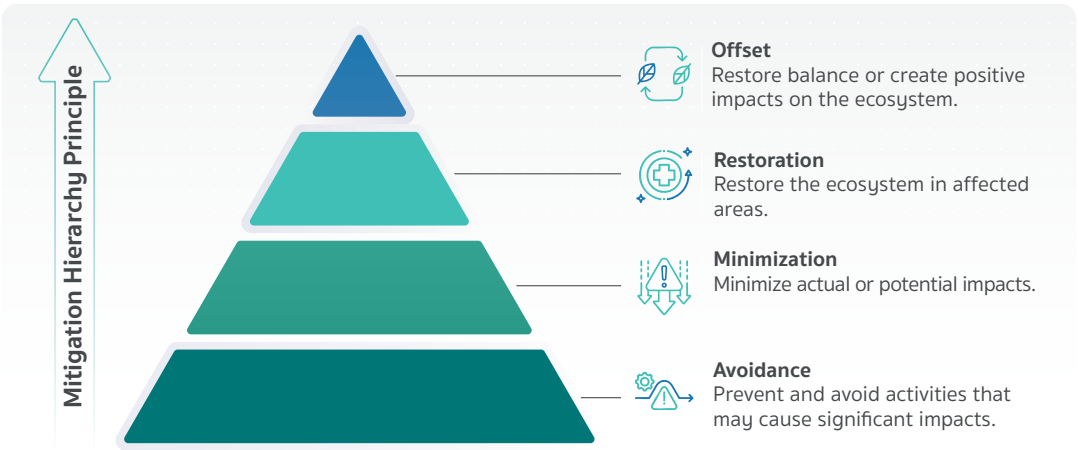 Mitigation Hierarchy Principle
Offset
Restore balance or create positive
impacts on the ecosystem.
Restoration
Restore the ecosystem in affected
areas.
Minimization
Minimize actual or potential impacts.
Avoidance
Prevent and avoid activities that
may cause significant impacts.